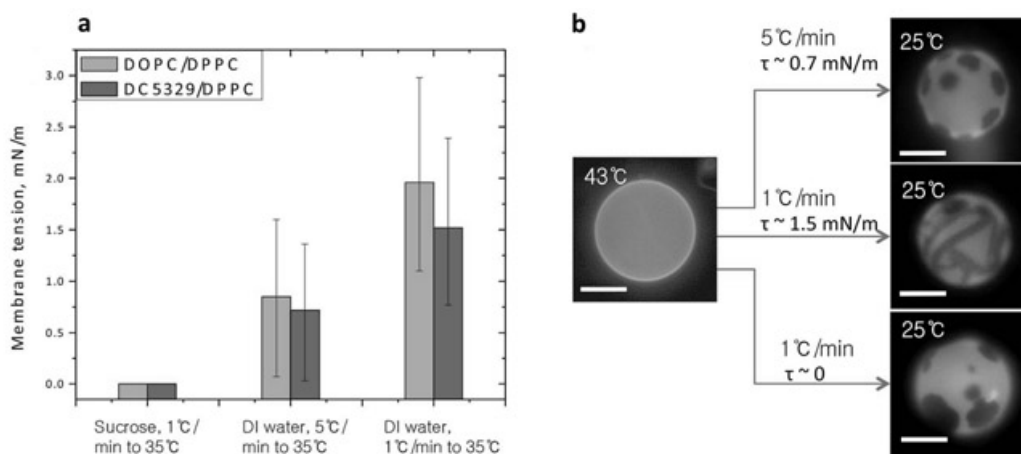 a
Membrane tension, mN/m
3.0
2.5
2.0
1.5
1.0
0.5
0.0
DOPC/DPPC
DC5329/DPPC
Sucrose, 1℃/
min to 35℃
DI water, 5℃/
min to 35℃
DI water,
1℃/min to 35℃
b
43℃
5℃/min
τ ~ 0.7 mN/m
25℃
1℃/min
τ ~ 1.5 mN/m
25℃
1℃/min
τ ~ 0
25℃